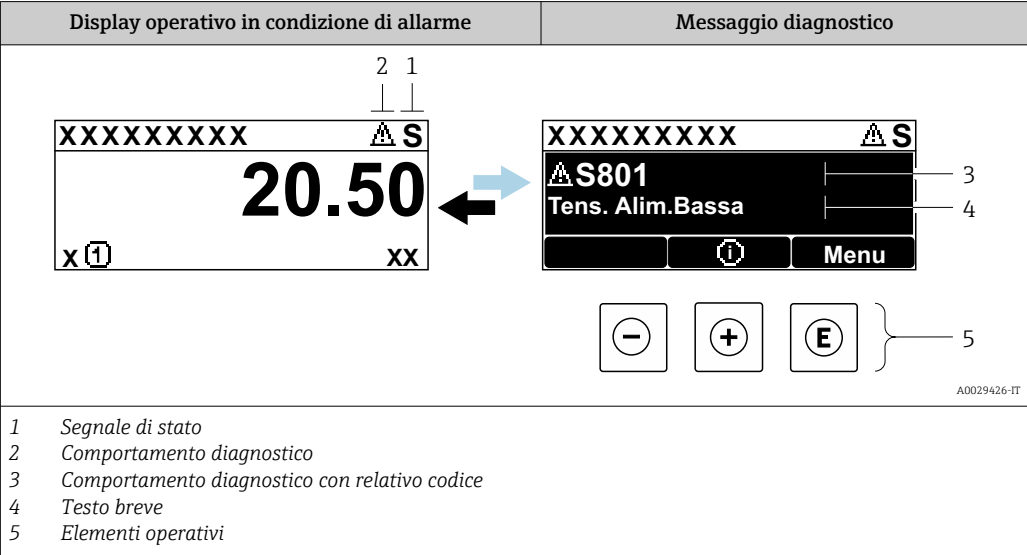 Display operativo in condizione di allarme
Messaggio diagnostico
2 1
XXXXXXXXX S
20.50
x 1 xx
XXXXXXXXX S
S801
Tens. Alim.Bassa
i Menu
3
4
− + E
5
A0029426-IT
1 Segnale di stato
2 Comportamento diagnostico
3 Comportamento diagnostico con relativo codice
4 Testo breve
5 Elementi operativi